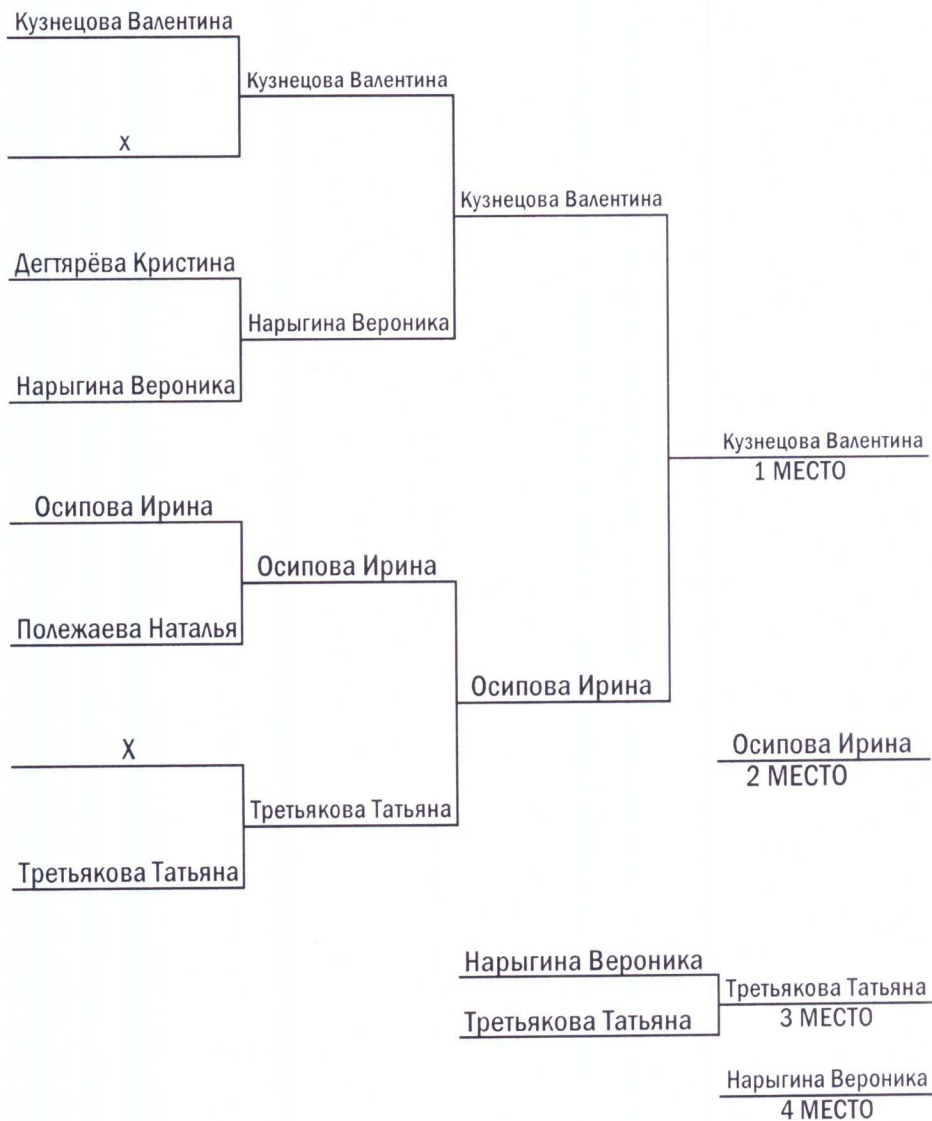 Кузнецова Валентина
Кузнецова Валентина
X
Кузнецова Валентина
Дегтярёва Кристина
Нарыгина Вероника
Нарыгина Вероника
Кузнецова Валентина
1 МЕСТО
Осипова Ирина
Осипова Ирина
Полежаева Наталья
Осипова Ирина
X
Осипова Ирина
2 МЕСТО
Третьякова Татьяна
Третьякова Татьяна
Нарыгина Вероника
Третьякова Татьяна
Третьякова Татьяна
3 МЕСТО
Нарыгина Вероника
4 МЕСТО